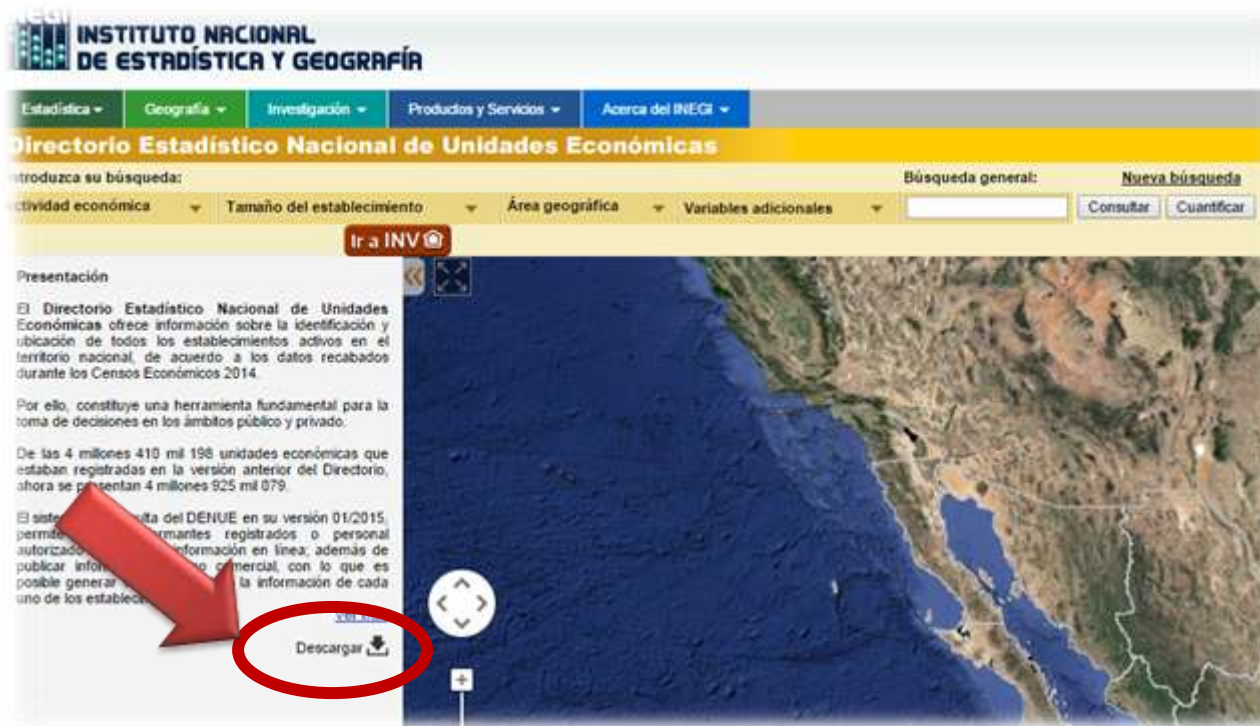 INEGI
INSTITUTO NACIONAL
DE ESTADÍSTICA Y GEOGRAFÍA
Estadística Geografía Investigación Productos y Servicios Acerca del INEGI
Directorio Estadístico Nacional de Unidades Económicas
ntroduzca su búsqueda: Búsqueda general: Nueva búsqueda
ctividad económica Tamaño del establecimiento Área geográfica Variables adicionales Consultar Cuantificar
Ir a INV
Presentación
El Directorio Estadístico Nacional de Unidades
Económicas ofrece información sobre la identificación y
ubicación de todos los establecimientos activos en el
territorio nacional, de acuerdo a los datos recabados
durante los Censos Económicos 2014.
Por ello, constituye una herramienta fundamental para la
toma de decisiones en los ámbitos público y privado.
De las 4 millones 410 mil 198 unidades económicas que
estaban registradas en la versión anterior del Directorio,
ahora se presentan 4 millones 925 mil 079.
El siste ulta del DENUE en su versión 01/2015,
permite rmantes registrados o personal
autorizado información en línea; además de
publicar infor o comercial, con lo que es
posible generar la información de cada
uno de los estable
Descargar